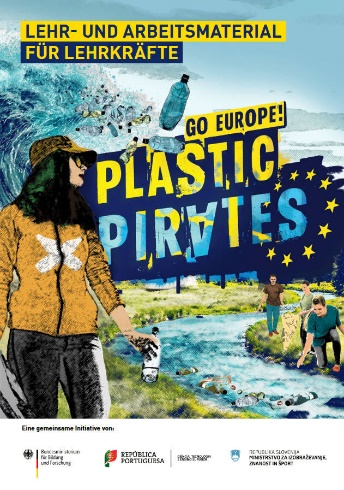 LEHR- UND ARBEITSMATERIAL
FÜR LEHRKRÄFTE
GO EUROPE!
PLASTIC
PIRATES
Eine gemeinsame Initiative von:
Bundesministerium
für Bildung
und Forschung
REPÚBLICA
PORTUGUESA
REPUBLIKA SLOVENIJA
MINISTRSTVO ZA IZOBRAŽEVANJE,
ZNANOST IN ŠPORT